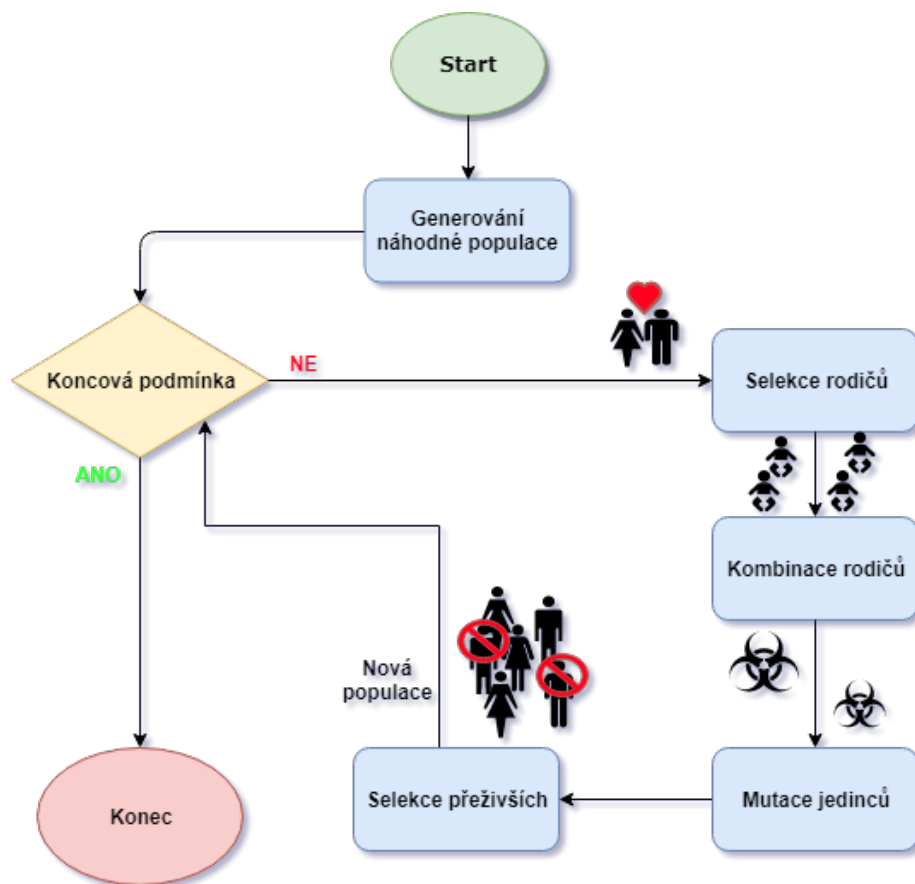 Start
Generování
náhodné populace
Koncová podmínka
NE
Selekce rodičů
ANO
Kombinace rodičů
Nová
populace
Konec
Selekce přeživších
Mutace jedinců